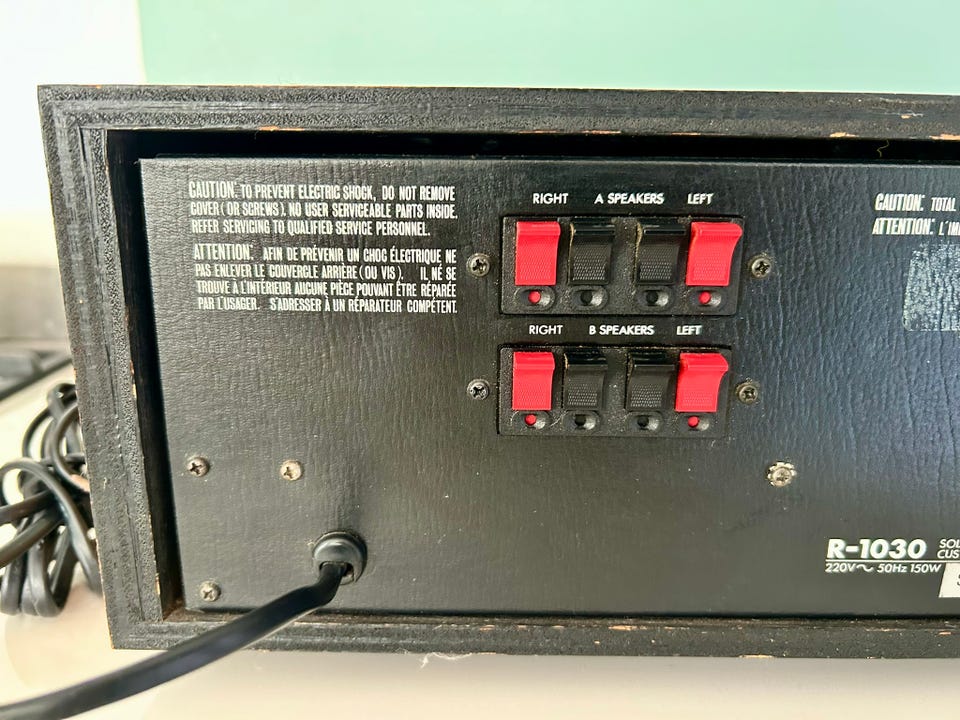 CAUTION: TO PREVENT ELECTRIC SHOCK, DO NOT REMOVE
COVER (OR SCREWS). NO USER SERVICEABLE PARTS INSIDE.
REFER SERVICING TO QUALIFIED SERVICE PERSONNEL.
ATTENTION: AFIN DE PRÉVENIR UN CHOC ÉLECTRIQUE NE
PAS ENLEVER LE COUVERCLE ARRIÈRE (OU VIS). IL NE SE
TROUVE À L'INTÉRIEUR AUCUNE PIÈCE POUVANT ÊTRE RÉPARÉE
PAR L'USAGER. S'ADRESSER À UN RÉPARATEUR COMPÉTENT.
RIGHT A SPEAKERS LEFT
RIGHT B SPEAKERS LEFT
CAUTION: TOTAL
ATTENTION:
R-1030
220V~ 50Hz 150W